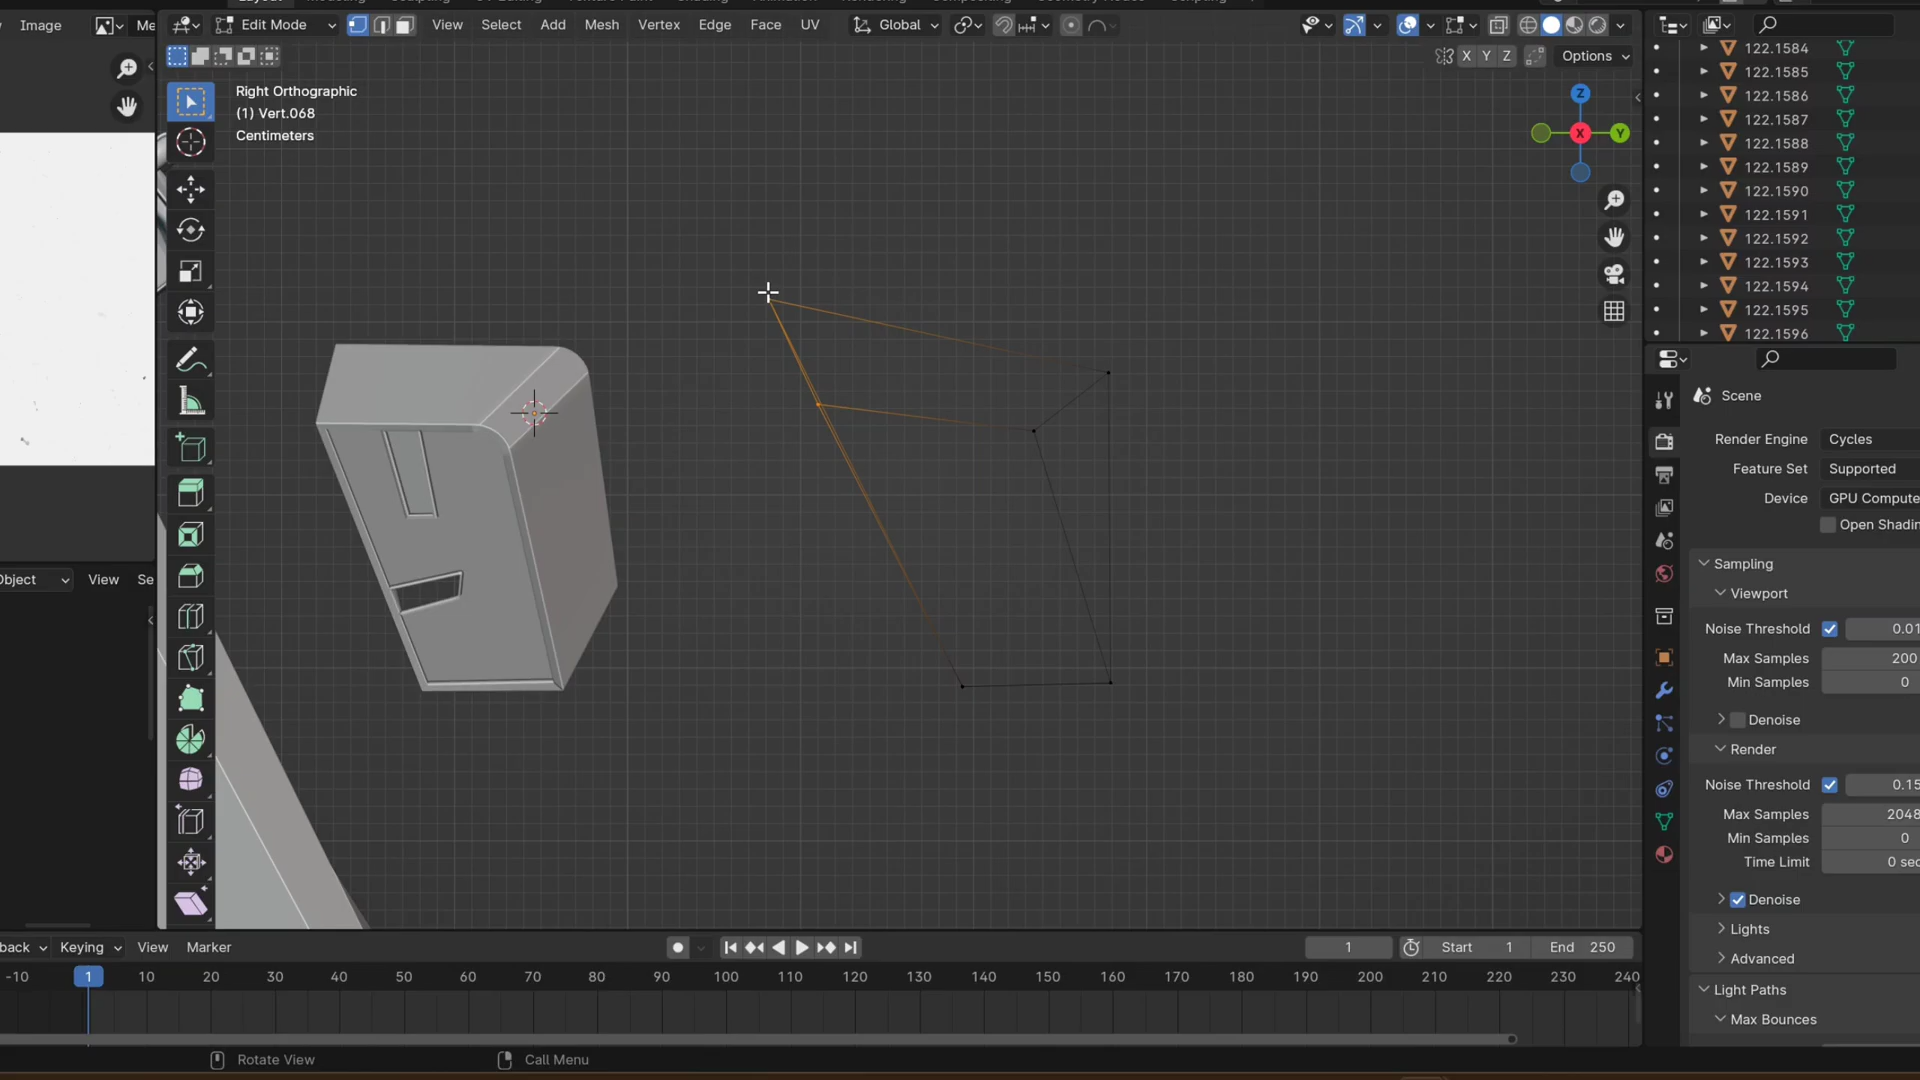 Image
Me
Edit Mode
View
Select
Add
Mesh
Vertex
Edge
Face
UV
Global
X
Y
Z
Options
Right Orthographic
(1) Vert.068
Centimeters
Z
X
Y
122.1584
122.1585
122.1586
122.1587
122.1588
122.1589
122.1590
122.1591
122.1592
122.1593
122.1594
122.1595
122.1596
Scene
Render Engine
Cycles
Feature Set
Supported
Device
GPU Compute
Open Shadin
Sampling
Viewport
Noise Threshold
0.01
Max Samples
200
Min Samples
0
Denoise
Render
Noise Threshold
0.15
Max Samples
2048
Min Samples
0
Time Limit
0 sec
Denoise
Lights
Advanced
Light Paths
Max Bounces
Object
View
Se
back
Keying
View
Marker
1
Start
1
End
250
-10
1
10
20
30
40
50
60
70
80
90
100
110
120
130
140
150
160
170
180
190
200
210
220
230
240
Rotate View
Call Menu